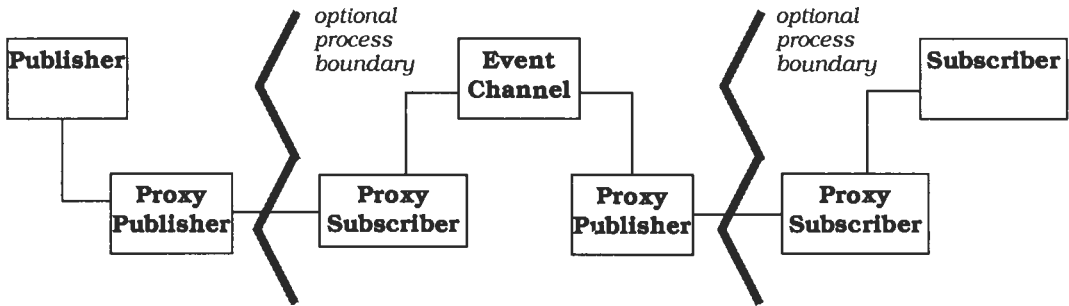 Publisher
optional
process
boundary
Event
Channel
optional
process
boundary
Subscriber
Proxy
Publisher
Proxy
Subscriber
Proxy
Publisher
Proxy
Subscriber